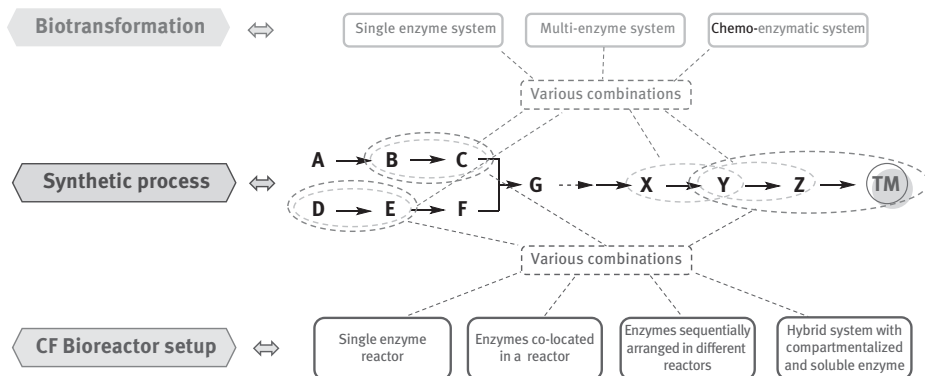 Biotransformation
Single enzyme system
Multi-enzyme system
Chemo-enzymatic system
Various combinations
A B C
Synthetic process
G X Y Z TM
D E F
Various combinations
CF Bioreactor setup
Single enzyme
reactor
Enzymes co-located
in a reactor
Enzymes sequentially
arranged in different
reactors
Hybrid system with
compartmentalized
and soluble enzyme